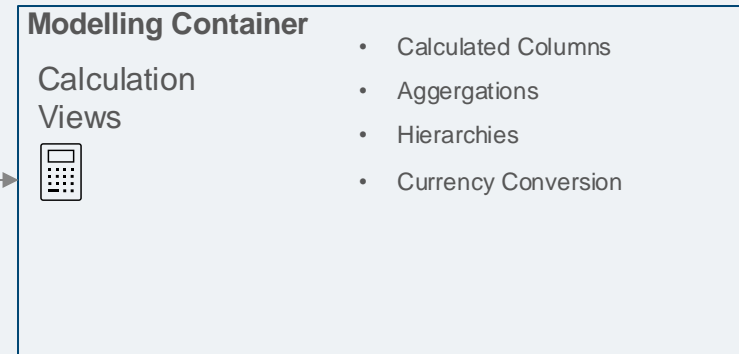 Modelling Container
Calculation
Views
• Calculated Columns
• Aggergations
• Hierarchies
• Currency Conversion